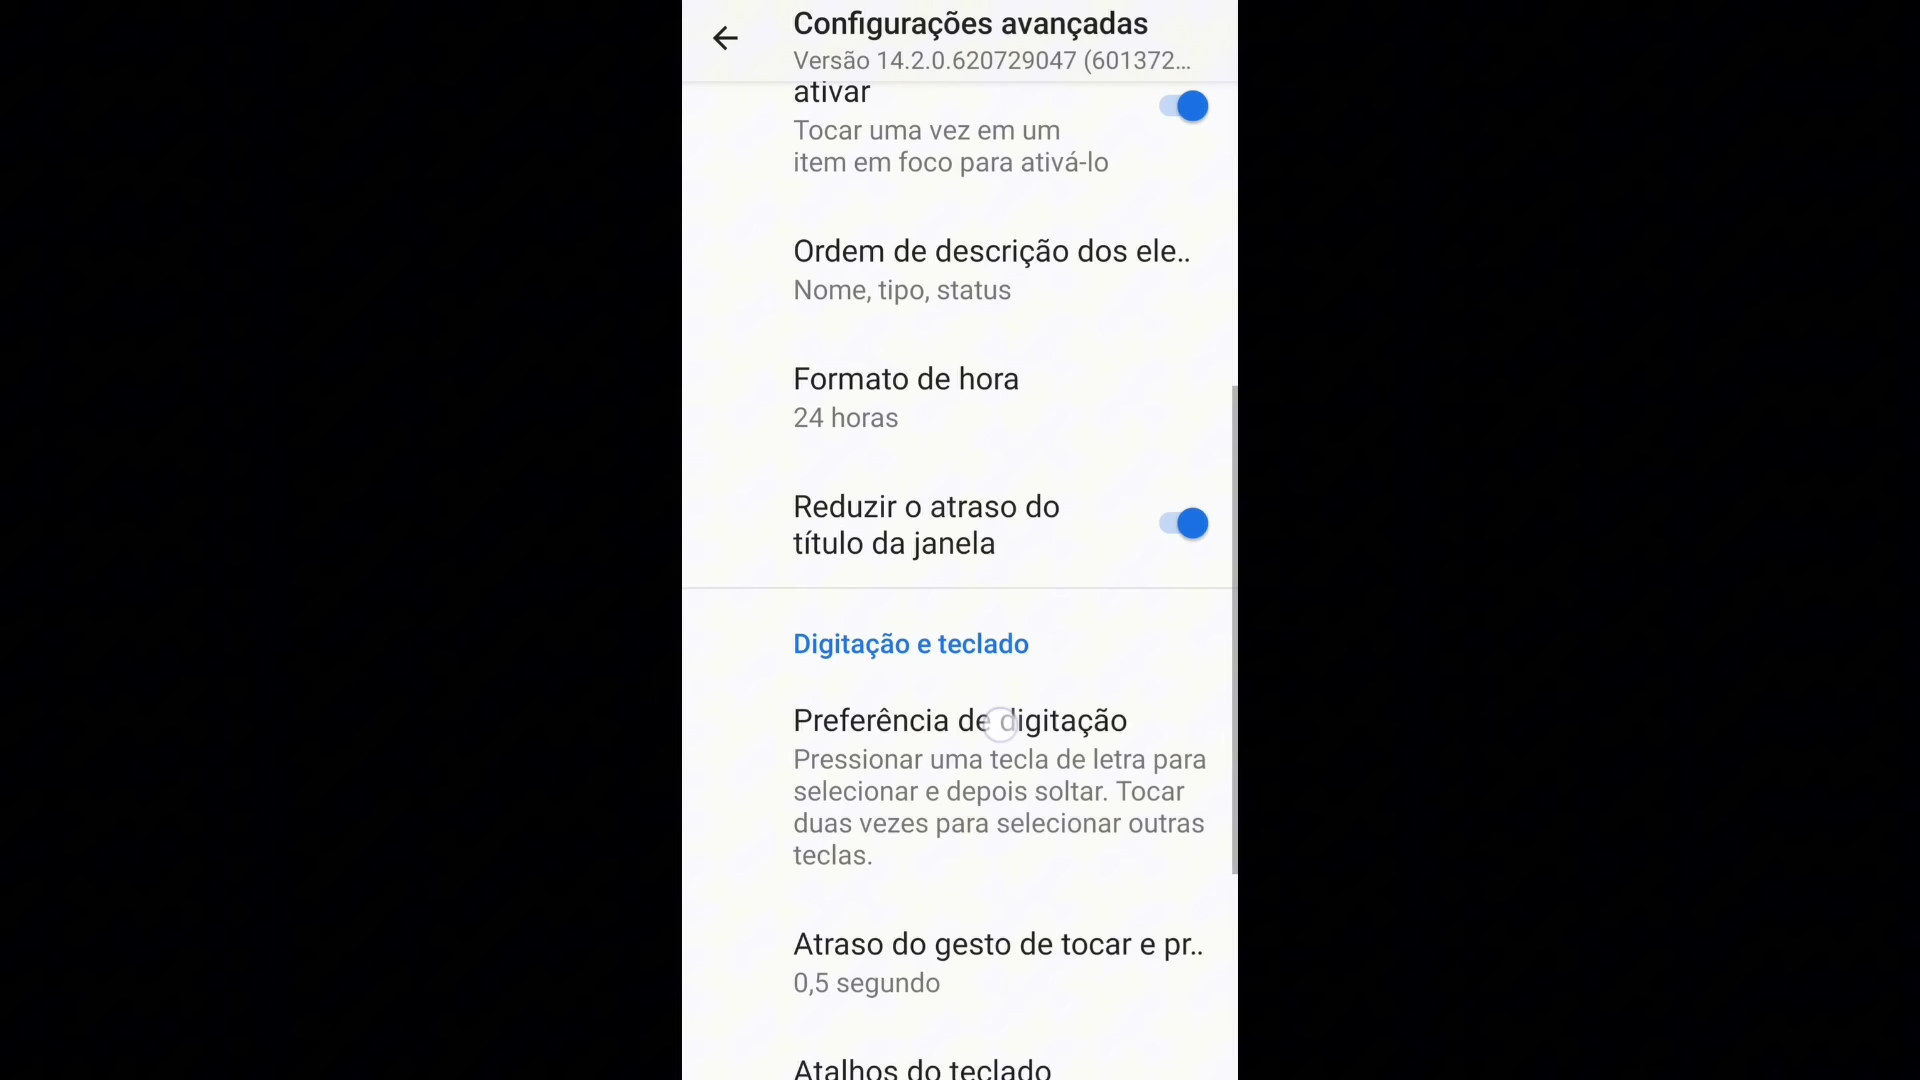 Configurações avançadas
Versão 14.2.0.620729047 (601372...
ativar
Tocar uma vez em um
item em foco para ativá-lo
Ordem de descrição dos ele..
Nome, tipo, status
Formato de hora
24 horas
Reduzir o atraso do
título da janela
Digitação e teclado
Preferência de digitação
Pressionar uma tecla de letra para
selecionar e depois soltar. Tocar
duas vezes para selecionar outras
teclas.
Atraso do gesto de tocar e pr..
0,5 segundo
Atalhos do teclado